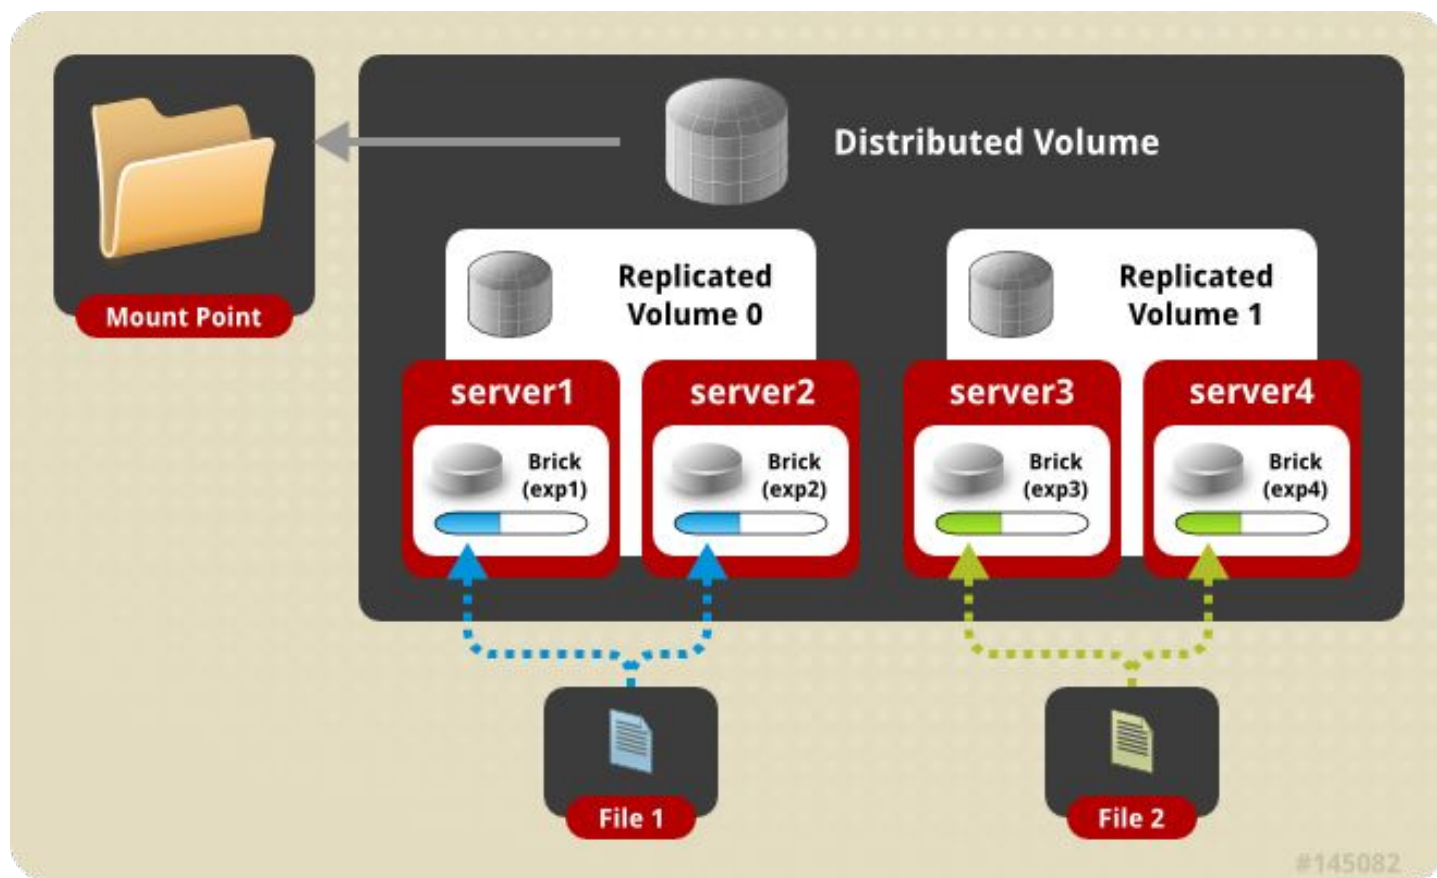 Distributed Volume
Mount Point
Replicated
Volume 0
Replicated
Volume 1
server1
server2
server3
server4
Brick
(exp1)
Brick
(exp2)
Brick
(exp3)
Brick
(exp4)
File 1
File 2
#145082